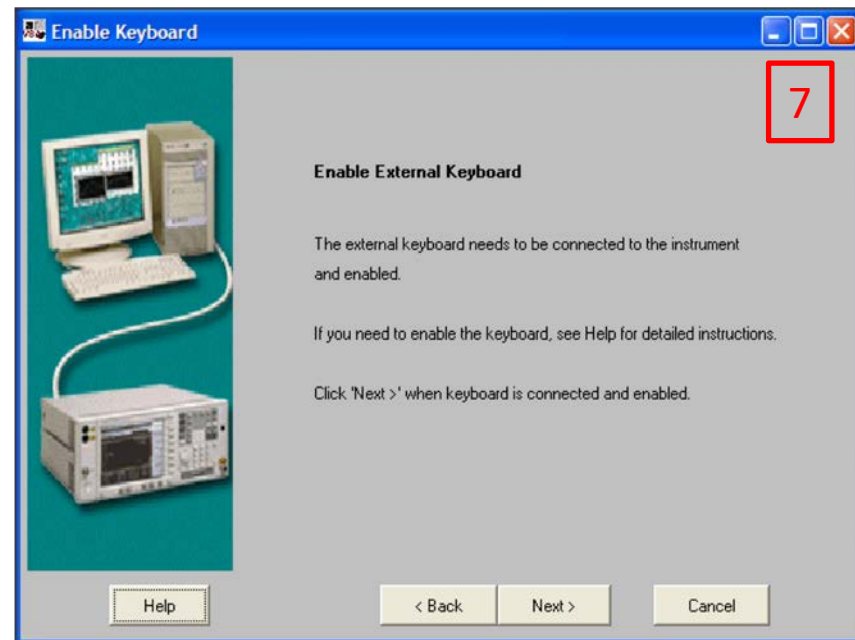 Enable Keyboard
7
Enable External Keyboard
The external keyboard needs to be connected to the instrument
and enabled.
If you need to enable the keyboard, see Help for detailed instructions.
Click 'Next >' when keyboard is connected and enabled.
Help
< Back
Next >
Cancel